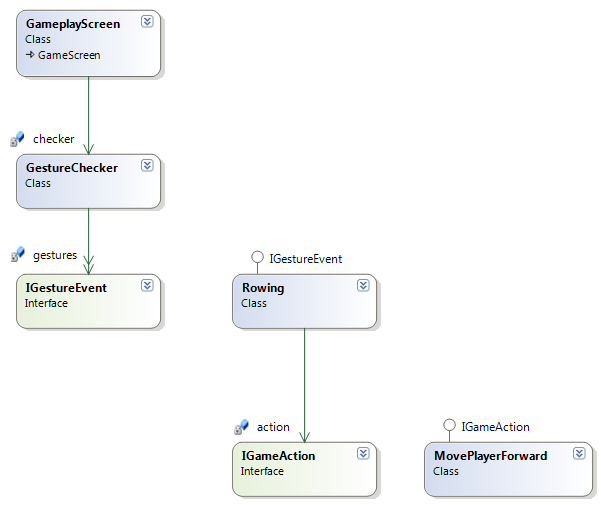 GameplayScreen
Class
GameScreen
checker
GestureChecker
Class
gestures
IGestureEvent
Interface
IGestureEvent
Rowing
Class
action
IGameAction
Interface
IGameAction
MovePlayerForward
Class